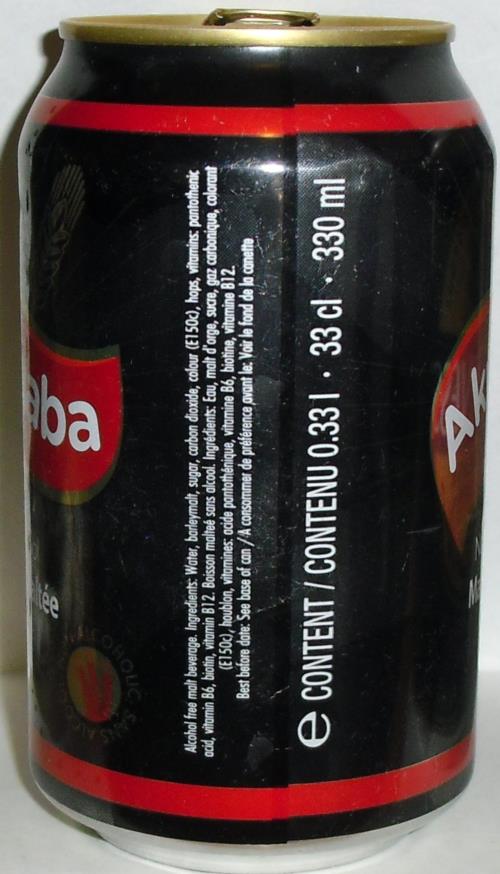 aba
ltée
ALCOHOLIC · SANS ALCO
Alcohol free malt beverage. Ingredients: Water, barleymalt, sugar, carbon dioxide, colour (E150c), hops, vitamins: pantothenic
acid, vitamin B6, biotin, vitamin B12. Boisson malteé sans alcool. Ingrédients: Eau, malt d'orge, sucre, gaz carbonique, colorant
(E150c), houblon, vitamines: acide pantothénique, vitamine B6, biotine, vitamine B12.
Best before date: See base of can / A consommer de préférence avant le: Voir le fond de la canette
e CONTENT / CONTENU 0.33 l · 33 cl · 330 ml
Ak
Ma